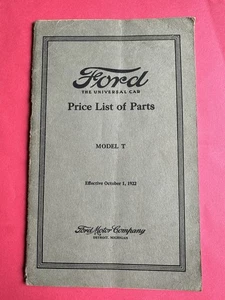 Ford
THE UNIVERSAL CAR
Price List of Parts
MODEL T
Effective October 1, 1922
Ford Motor Company
DETROIT, MICHIGAN